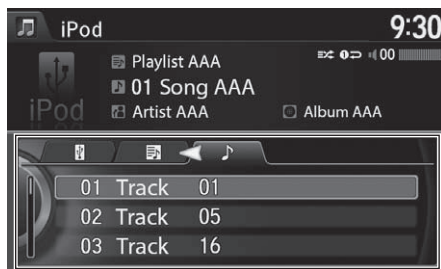 iPod 9:30
Playlist AAA 00
01 Song AAA
iPod Artist AAA Album AAA
01 Track 01
02 Track 05
03 Track 16